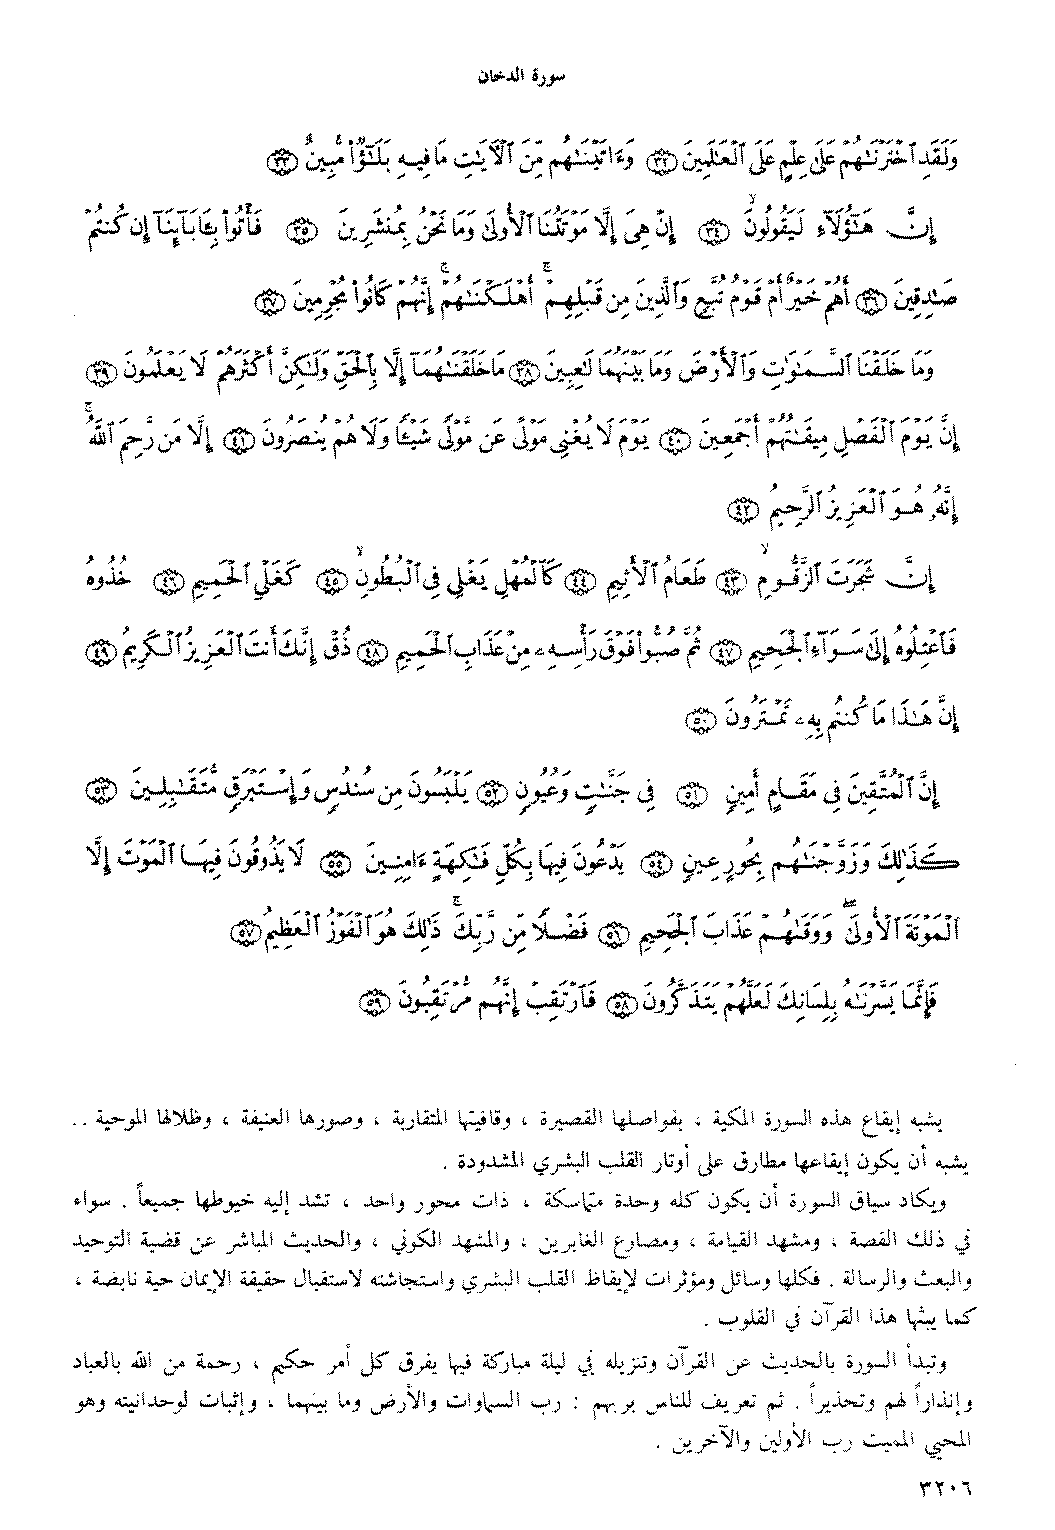 سورة الدخان
وَلَقَدِ ٱخْتَرْنَـٰهُمْ عَلَىٰ عِلْمٍ عَلَى ٱلْعَـٰلَمِينَ ﴿٣٢﴾ وَءَاتَيْنَـٰهُم مِّنَ ٱلْأَيَـٰتِ مَا فِيهِ بَلَـٰٓؤٌا۟ مُّبِينٌ ﴿٣٣﴾
إِنَّ هَـٰٓؤُلَآءِ لَيَقُولُونَ ﴿٣٤﴾ إِنْ هِىَ إِلَّا مَوْتَتُنَا ٱلْأُولَىٰ وَمَا نَحْنُ بِمُنشَرِينَ ﴿٣٥﴾ فَأْتُوا۟ بِـَٔابَآئِنَآ إِن كُنتُمْ
صَـٰدِقِينَ ﴿٣٦﴾ أَهُمْ خَيْرٌ أَمْ قَوْمُ تُبَّعٍ وَٱلَّذِينَ مِن قَبْلِهِمْ ۚ أَهْلَكْنَـٰهُمْ ۚ إِنَّهُمْ كَانُوا۟ مُجْرِمِينَ ﴿٣٧﴾
وَمَا خَلَقْنَا ٱلسَّمَـٰوَٰتِ وَٱلْأَرْضَ وَمَا بَيْنَهُمَا لَـٰعِبِينَ ﴿٣٨﴾ مَا خَلَقْنَـٰهُمَآ إِلَّا بِٱلْحَقِّ وَلَـٰكِنَّ أَكْثَرَهُمْ لَا يَعْلَمُونَ ﴿٣٩﴾
إِنَّ يَوْمَ ٱلْفَصْلِ مِيقَـٰتُهُمْ أَجْمَعِينَ ﴿٤٠﴾ يَوْمَ لَا يُغْنِى مَوْلًى عَن مَّوْلًى شَيْـًٔا وَلَا هُمْ يُنصَرُونَ ﴿٤١﴾ إِلَّا مَن رَّحِمَ ٱللَّهُ ۚ
إِنَّهُۥ هُوَ ٱلْعَزِيزُ ٱلرَّحِيمُ ﴿٤٢﴾
إِنَّ شَجَرَتَ ٱلزَّقُّومِ ﴿٤٣﴾ طَعَامُ ٱلْأَثِيمِ ﴿٤٤﴾ كَٱلْمُهْلِ يَغْلِى فِى ٱلْبُطُونِ ﴿٤٥﴾ كَغَلْىِ ٱلْحَمِيمِ ﴿٤٦﴾ خُذُوهُ
فَٱعْتِلُوهُ إِلَىٰ سَوَآءِ ٱلْجَحِيمِ ﴿٤٧﴾ ثُمَّ صُبُّوا۟ فَوْقَ رَأْسِهِۦ مِنْ عَذَابِ ٱلْحَمِيمِ ﴿٤٨﴾ ذُقْ إِنَّكَ أَنتَ ٱلْعَزِيزُ ٱلْكَرِيمُ ﴿٤٩﴾
إِنَّ هَـٰذَا مَا كُنتُم بِهِۦ تَمْتَرُونَ ﴿٥٠﴾
إِنَّ ٱلْمُتَّقِينَ فِى مَقَامٍ أَمِينٍ ﴿٥١﴾ فِى جَنَّـٰتٍ وَعُيُونٍ ﴿٥٢﴾ يَلْبَسُونَ مِن سُندُسٍ وَإِسْتَبْرَقٍ مُّتَقَـٰبِلِينَ ﴿٥٣﴾
كَذَٰلِكَ وَزَوَّجْنَـٰهُم بِحُورٍ عِينٍ ﴿٥٤﴾ يَدْعُونَ فِيهَا بِكُلِّ فَـٰكِهَةٍ ءَامِنِينَ ﴿٥٥﴾ لَا يَذُوقُونَ فِيهَا ٱلْمَوْتَ إِلَّا
ٱلْمَوْتَةَ ٱلْأُولَىٰ ۖ وَوَقَـٰهُمْ عَذَابَ ٱلْجَحِيمِ ﴿٥٦﴾ فَضْلًا مِّن رَّبِّكَ ۚ ذَٰلِكَ هُوَ ٱلْفَوْزُ ٱلْعَظِيمُ ﴿٥٧﴾
فَإِنَّمَا يَسَّرْنَـٰهُ بِلِسَانِكَ لَعَلَّهُمْ يَتَذَكَّرُونَ ﴿٥٨﴾ فَٱرْتَقِبْ إِنَّهُم مُّرْتَقِبُونَ ﴿٥٩﴾
يشبه إيقاع هذه السورة المكية ، بفواصلها القصيرة ، وقافيتها المتقاربة ، وصورها العنيفة ، وظلالها الموحية ..
يشبه أن يكون إيقاعها مطارق على أوتار القلب البشري المشدودة .
ويكاد سياق السورة أن يكون كله وحدة متماسكة ، ذات محور واحد ، تشد إليه خيوطها جميعاً . سواء
في ذلك القصة ، ومشهد القيامة ، ومصارع الغابرين ، والمشهد الكوني ، والحديث المباشر عن قضية التوحيد
والبعث والرسالة . فكلها وسائل ومؤثرات لإيقاظ القلب البشري واستجاشته لاستقبال حقيقة الإيمان حية نابضة ،
كما يبثها هذا القرآن في القلوب .
وتبدأ السورة بالحديث عن القرآن وتنزيله في ليلة مباركة فيها يفرق كل أمر حكيم ، رحمة من الله بالعباد
وإنذاراً لهم وتحذيراً . ثم تعريف للناس بربهم : رب السماوات والأرض وما بينهما ، وإثبات لوحدانيته وهو
المحيي المميت رب الأولين والآخرين .
٣٢٠٦